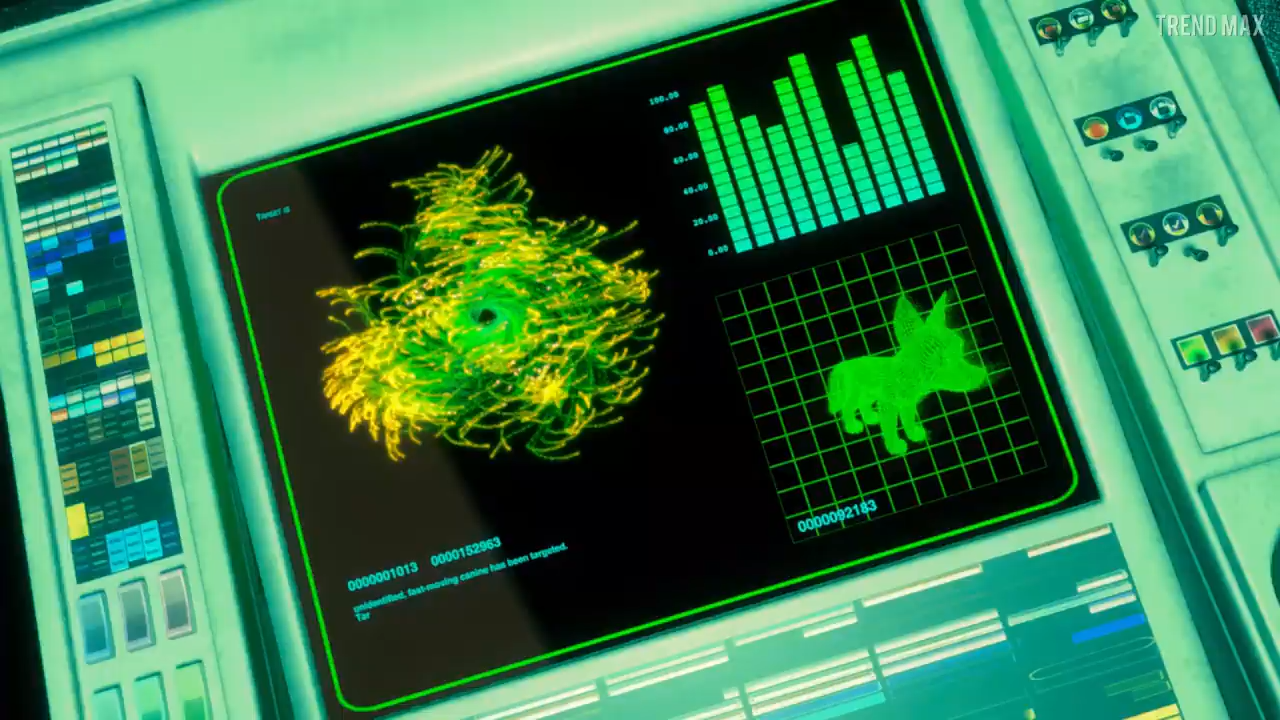 TREND MAX
100.00
80.00
60.00
40.00
20.00
0.00
0000092183
0000001013 0000152963
unidentified, fast-moving canine has been targeted.
Tar